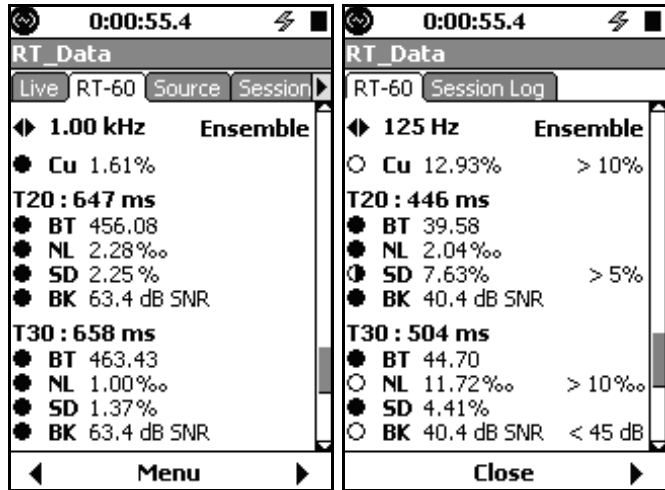 0:00:55.4
RT_Data
Live RT-60 Source Session
1.00 kHz Ensemble
Cu 1.61%
T20 : 647 ms
BT 456.08
NL 2.28‰
SD 2.25 %
BK 63.4 dB SNR
T30 : 658 ms
BT 463.43
NL 1.00‰
SD 1.37%
BK 63.4 dB SNR
Menu
0:00:55.4
RT_Data
RT-60 Session Log
125 Hz Ensemble
Cu 12.93% > 10%
T20 : 446 ms
BT 39.58
NL 2.04‰
SD 7.63% > 5%
BK 40.4 dB SNR
T30 : 504 ms
BT 44.70
NL 11.72‰ > 10‰
SD 4.41%
BK 40.4 dB SNR < 45 dB
Close